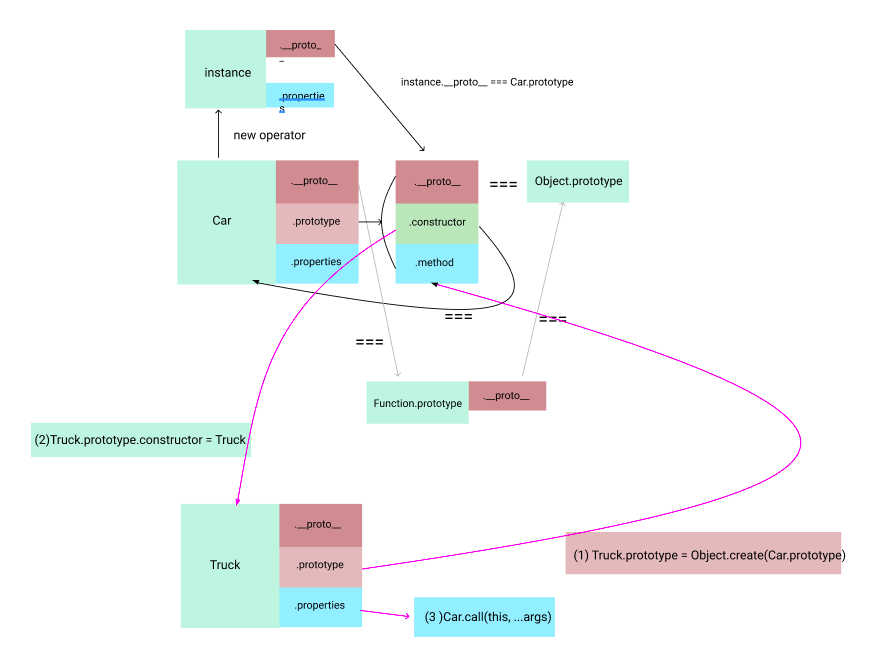 .__proto_
_
instance
.propertie
s
instance.__proto__ === Car.prototype
new operator
.__proto__
.__proto__
===
Object.prototype
Car
.prototype
.constructor
.properties
.method
===
===
===
Function.prototype
.__proto__
(2)Truck.prototype.constructor = Truck
.__proto__
Truck
.prototype
(1) Truck.prototype = Object.create(Car.prototype)
.properties
(3 )Car.call(this, ...args)